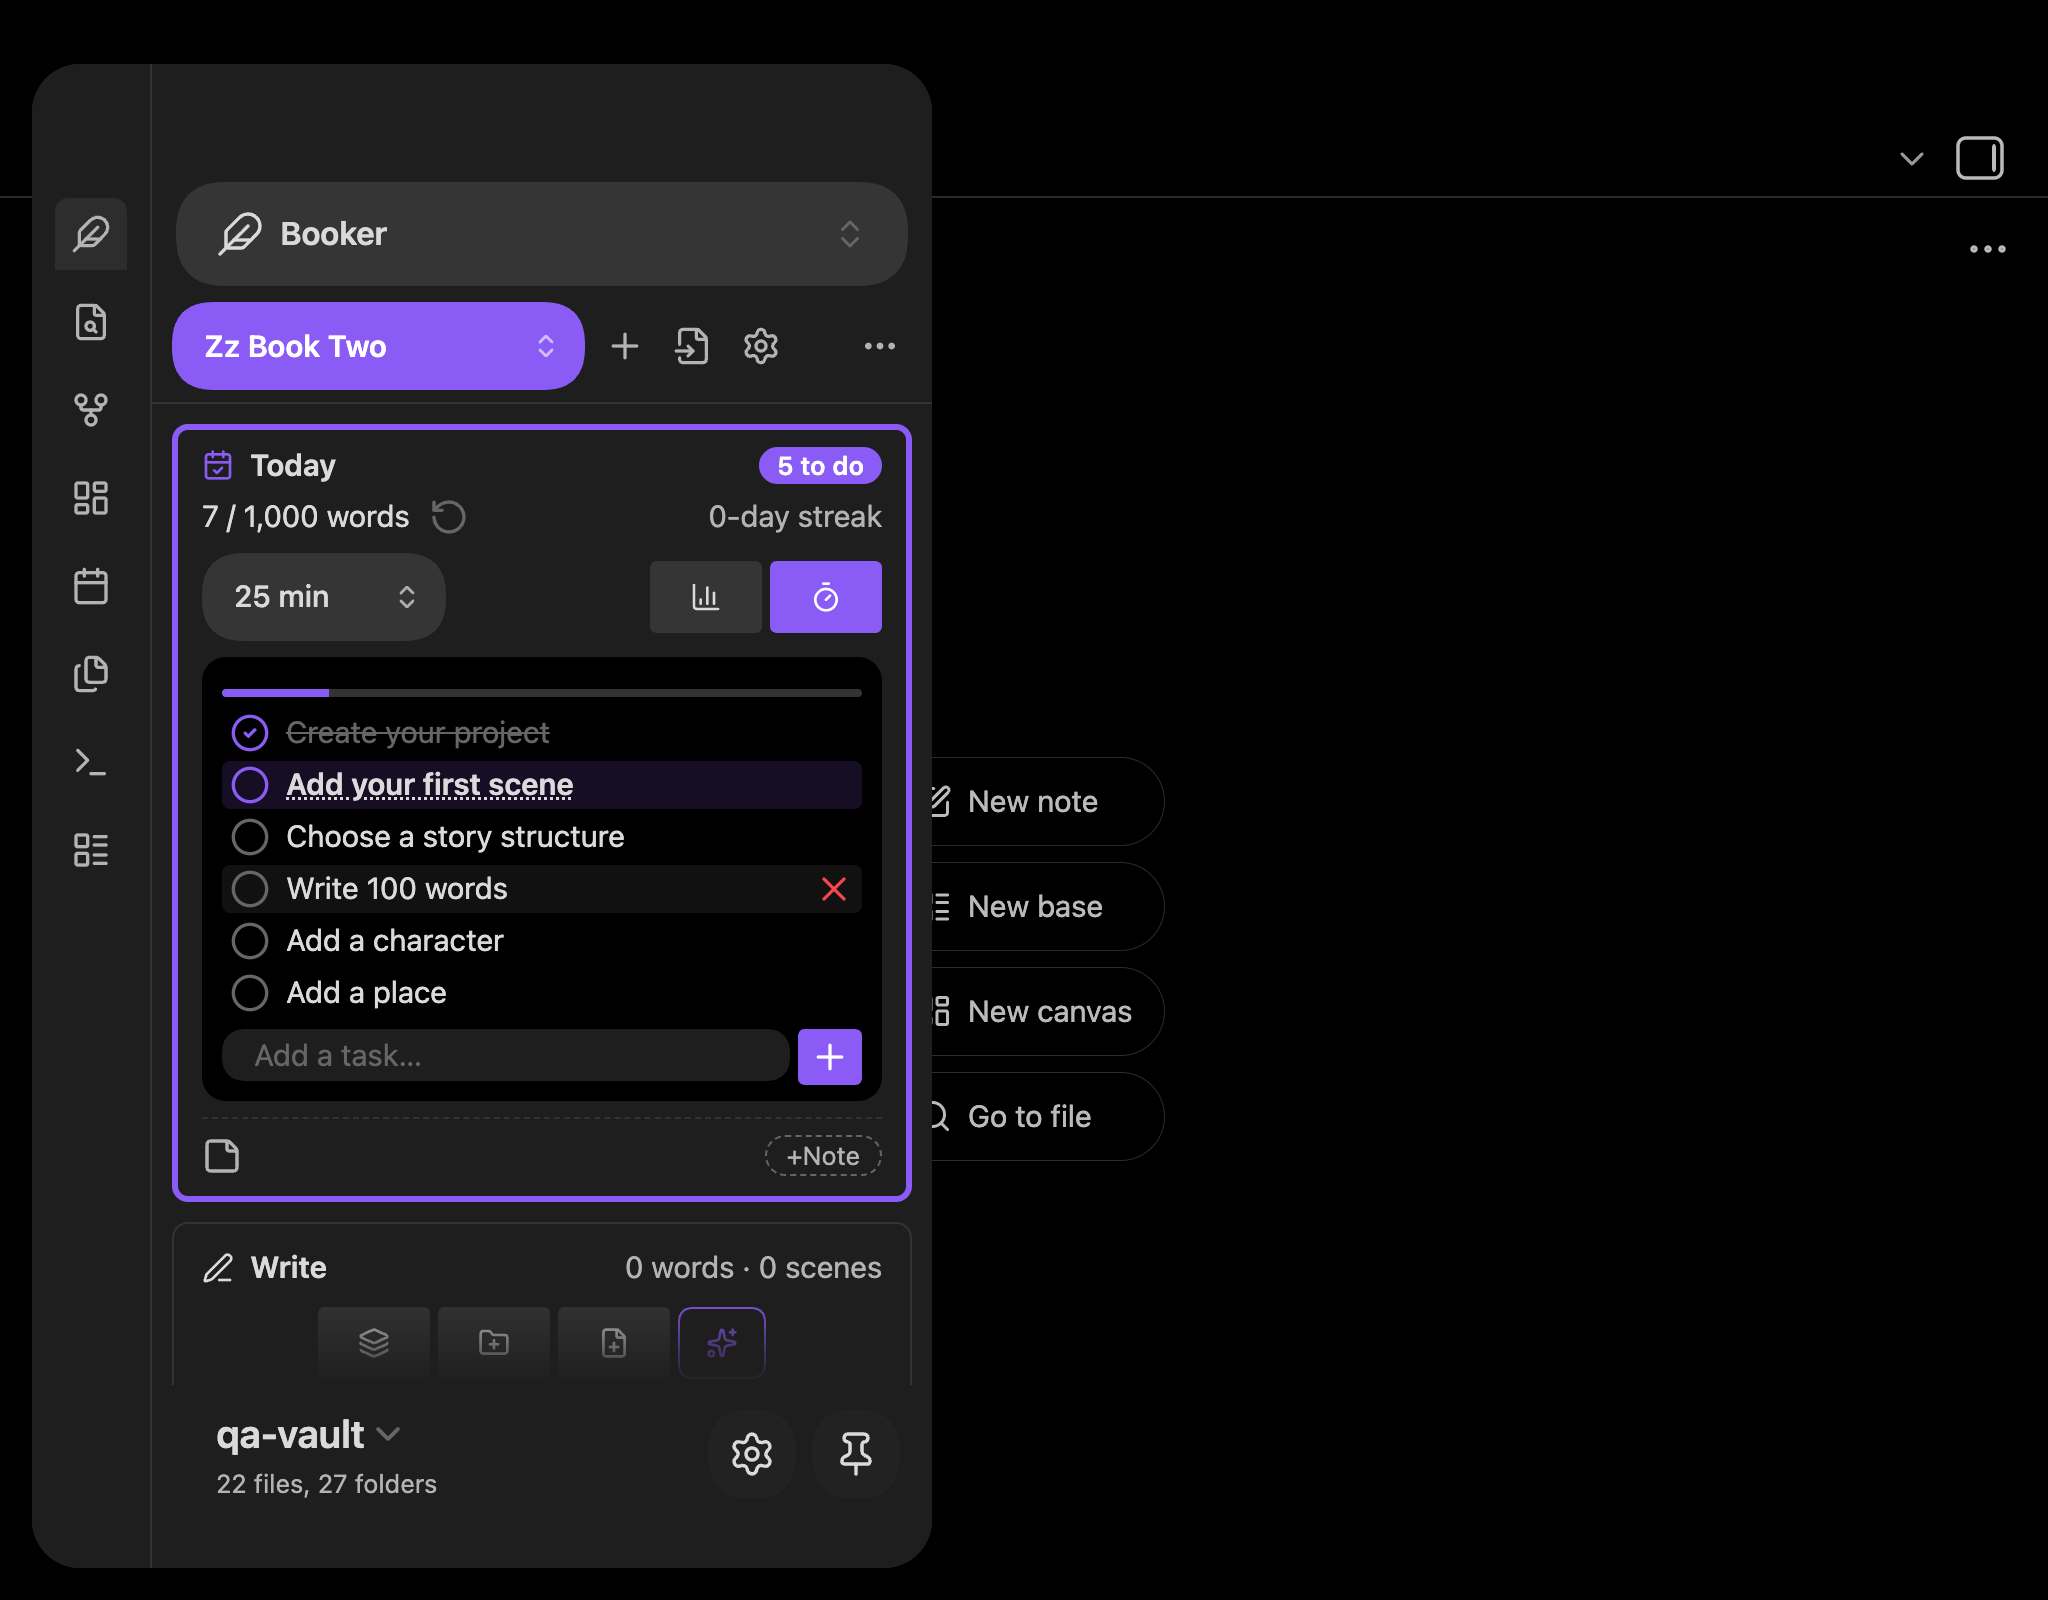 Booker
Zz Book Two
Today
5 to do
7 / 1,000 words
0-day streak
25 min
Create your project
Add your first scene
Choose a story structure
Write 100 words
Add a character
Add a place
Add a task...
+Note
Write
0 words · 0 scenes
qa-vault
22 files, 27 folders
New note
New base
New canvas
Go to file